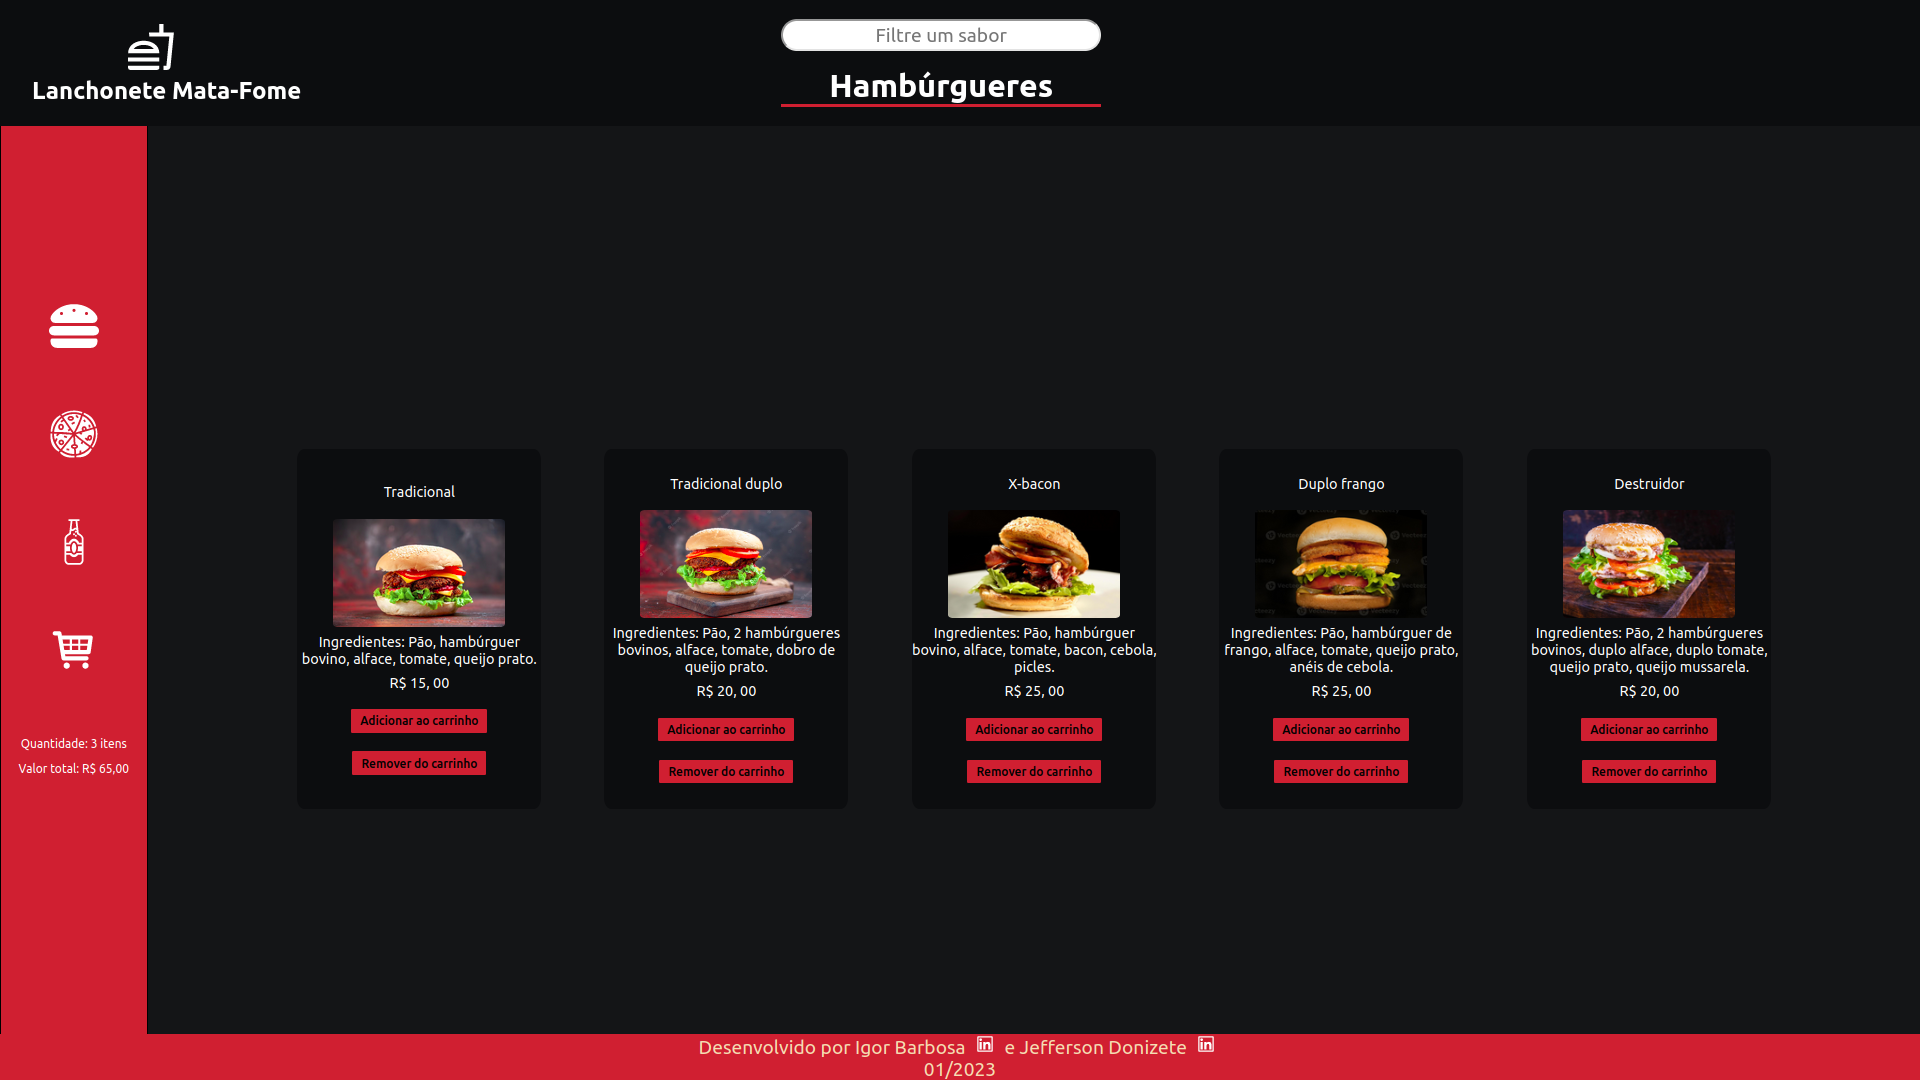 Filtre um sabor
Lanchonete Mata-Fome
Hambúrgueres
Quantidade: 3 itens
Valor total: R$ 65,00
Tradicional
Ingredientes: Pão, hambúrguer
bovino, alface, tomate, queijo prato.
R$ 15, 00
Adicionar ao carrinho
Remover do carrinho
Tradicional duplo
Ingredientes: Pão, 2 hambúrgueres
bovinos, alface, tomate, dobro de
queijo prato.
R$ 20, 00
Adicionar ao carrinho
Remover do carrinho
X-bacon
Ingredientes: Pão, hambúrguer
bovino, alface, tomate, bacon, cebola,
picles.
R$ 25, 00
Adicionar ao carrinho
Remover do carrinho
Duplo frango
Ingredientes: Pão, hambúrguer de
frango, alface, tomate, queijo prato,
anéis de cebola.
R$ 25, 00
Adicionar ao carrinho
Remover do carrinho
Destruidor
Ingredientes: Pão, 2 hambúrgueres
bovinos, duplo alface, duplo tomate,
queijo prato, queijo mussarela.
R$ 20, 00
Adicionar ao carrinho
Remover do carrinho
Desenvolvido por Igor Barbosa in e Jefferson Donizete in
01/2023